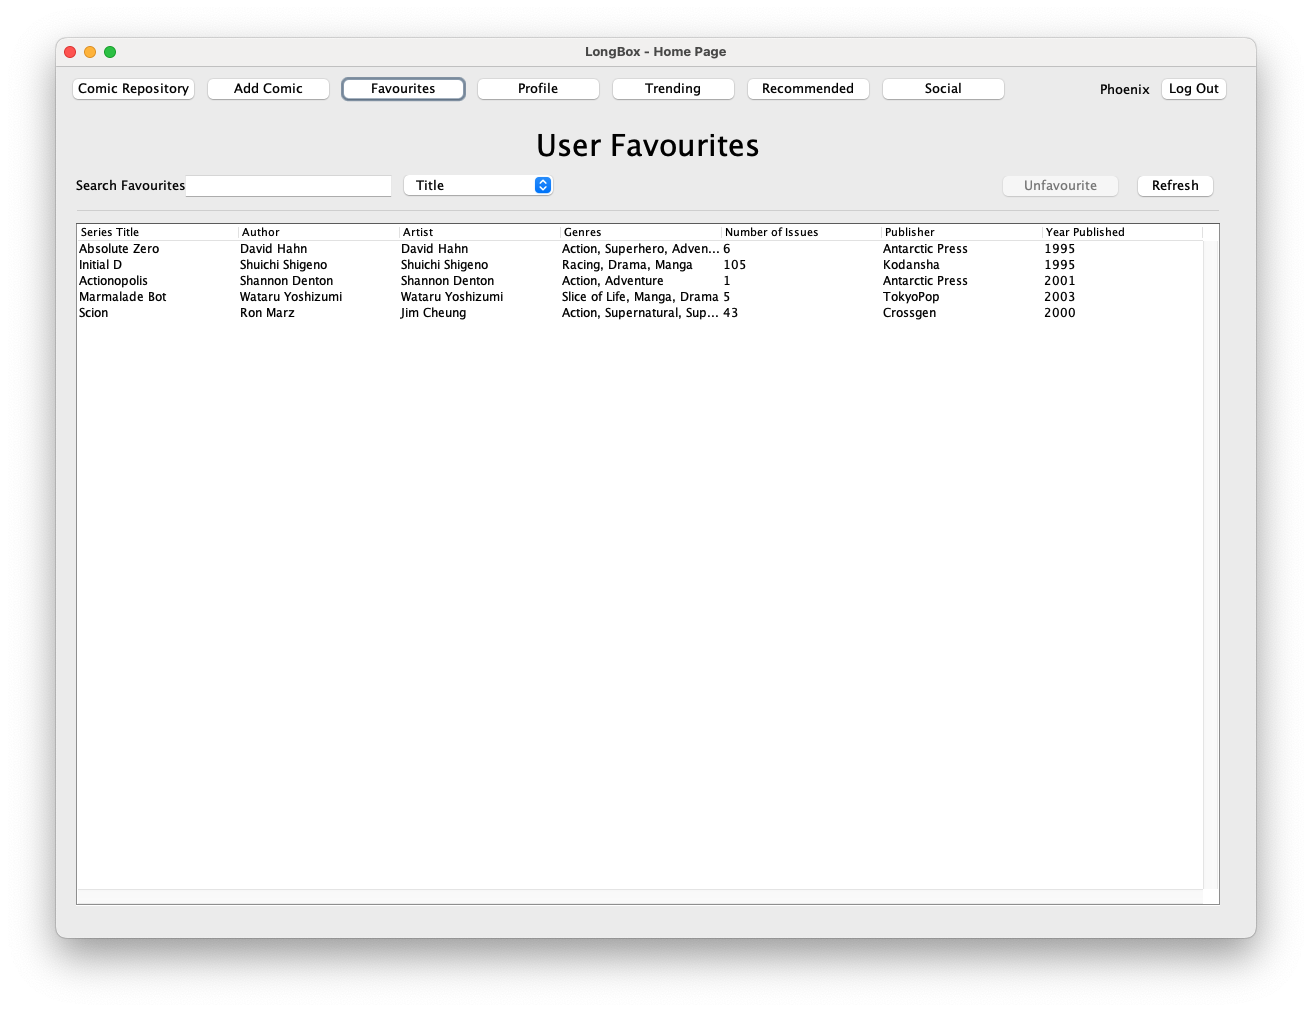 LongBox - Home Page
Comic Repository Add Comic Favourites Profile Trending Recommended Social Phoenix Log Out
User Favourites
Search Favourites Title Unfavourite Refresh
Series Title Author Artist Genres Number of Issues Publisher Year Published
Absolute Zero David Hahn David Hahn Action, Superhero, Adven... 6 Antarctic Press 1995
Initial D Shuichi Shigeno Shuichi Shigeno Racing, Drama, Manga 105 Kodansha 1995
Actionopolis Shannon Denton Shannon Denton Action, Adventure 1 Antarctic Press 2001
Marmalade Bot Wataru Yoshizumi Wataru Yoshizumi Slice of Life, Manga, Drama 5 TokyoPop 2003
Scion Ron Marz Jim Cheung Action, Supernatural, Sup... 43 Crossgen 2000